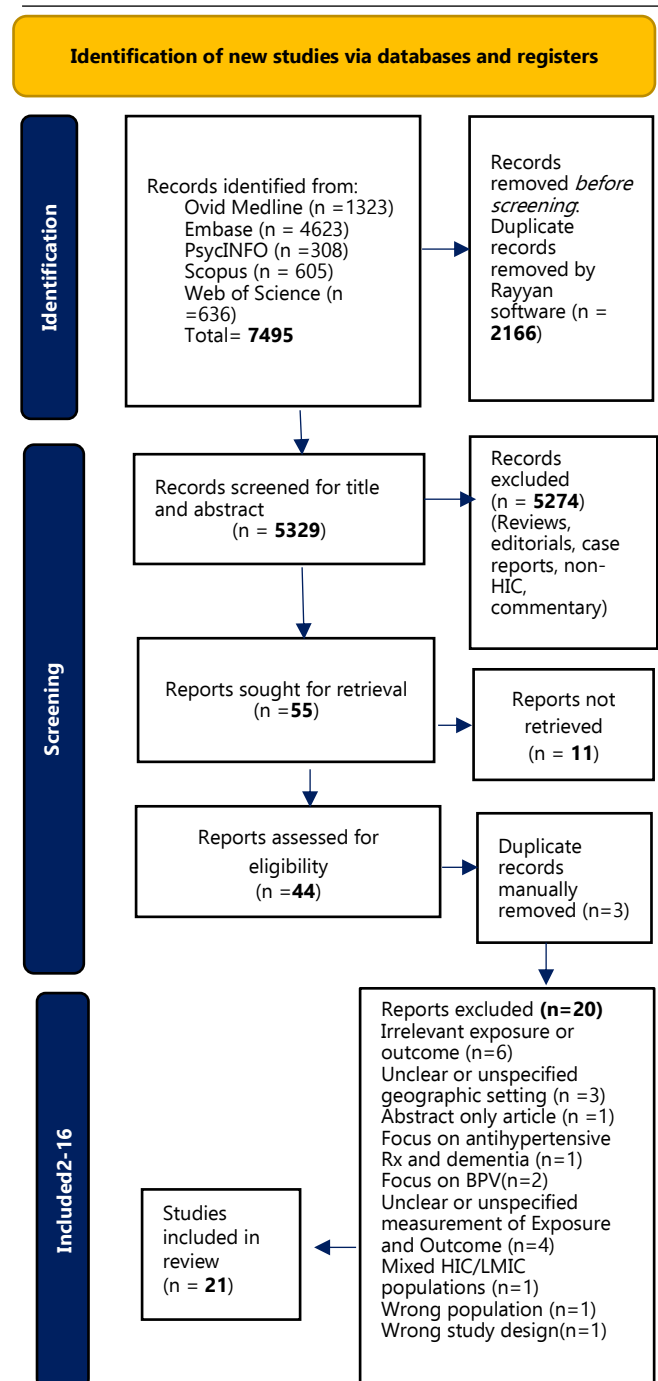 Identification of new studies via databases and registers
Identification
Records identified from:
Ovid Medline (n =1323)
Embase (n = 4623)
PsycINFO (n =308)
Scopus (n = 605)
Web of Science (n
=636)
Total= 7495
Records
removed before
screening:
Duplicate
records
removed by
Rayyan
software (n =
2166)
Screening
Records screened for title
and abstract
(n = 5329)
Records
excluded
(n = 5274)
(Reviews,
editorials, case
reports, non-
HIC,
commentary)
Reports sought for retrieval
(n =55)
Reports not
retrieved
(n = 11)
Reports assessed for
eligibility
(n =44)
Duplicate
records
manually
removed (n=3)
Included2-16
Reports excluded (n=20)
Irrelevant exposure or
outcome (n=6)
Unclear or unspecified
geographic setting (n =3)
Abstract only article (n =1)
Focus on antihypertensive
Rx and dementia (n=1)
Focus on BPV(n=2)
Unclear or unspecified
measurement of Exposure
and Outcome (n=4)
Mixed HIC/LMIC
populations (n=1)
Wrong population (n=1)
Wrong study design(n=1)
Studies
included in
review
(n = 21)